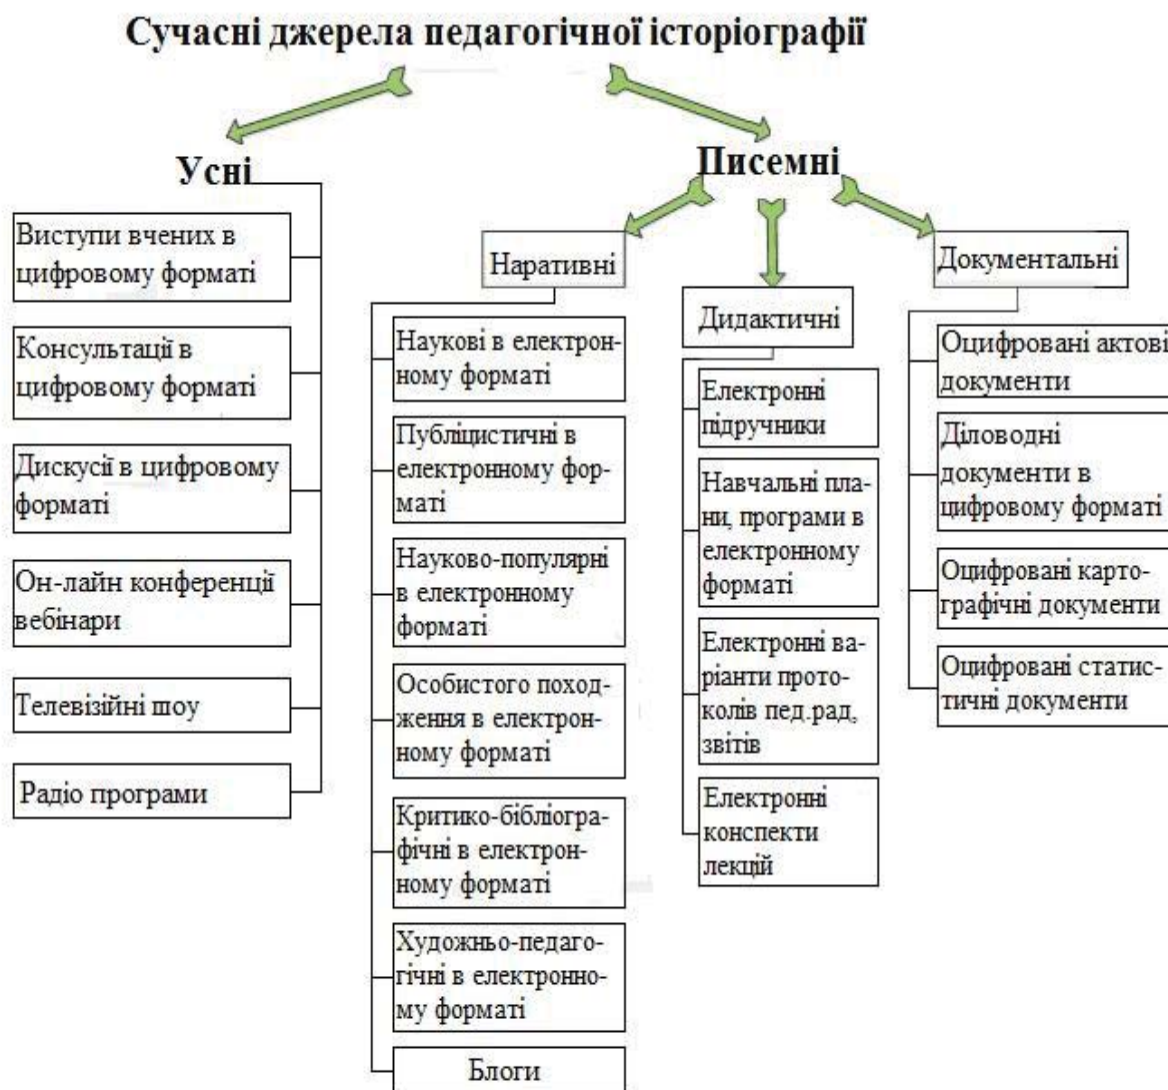 Сучасні джерела педагогічної історіографії
Усні
Виступи вчених в
цифровому форматі
Консультації в
цифровому форматі
Дискусії в цифровому
форматі
Он-лайн конференції
вебінари
Телевізійні шоу
Радіо програми
Писемні
Наративні
Наукові в електрон-
ному форматі
Публіцистичні в
електронному фор-
маті
Науково-популярні
в електронному
форматі
Особистого поход-
ження в електрон-
ному форматі
Критико-бібліогра-
фічні в електрон-
ному форматі
Художньо-педаго-
гічні в електронно-
му форматі
Блоги
Дидактичні
Електронні
підручники
Навчальні пла-
ни, програми в
електронному
форматі
Електронні ва-
ріанти прото-
колів пед.рад,
звітів
Електронні
конспекти
лекцій
Документальні
Оцифровані актові
документи
Діловодні
документи в
цифровому форматі
Оцифровані карто-
графічні документи
Оцифровані статис-
тичні документи